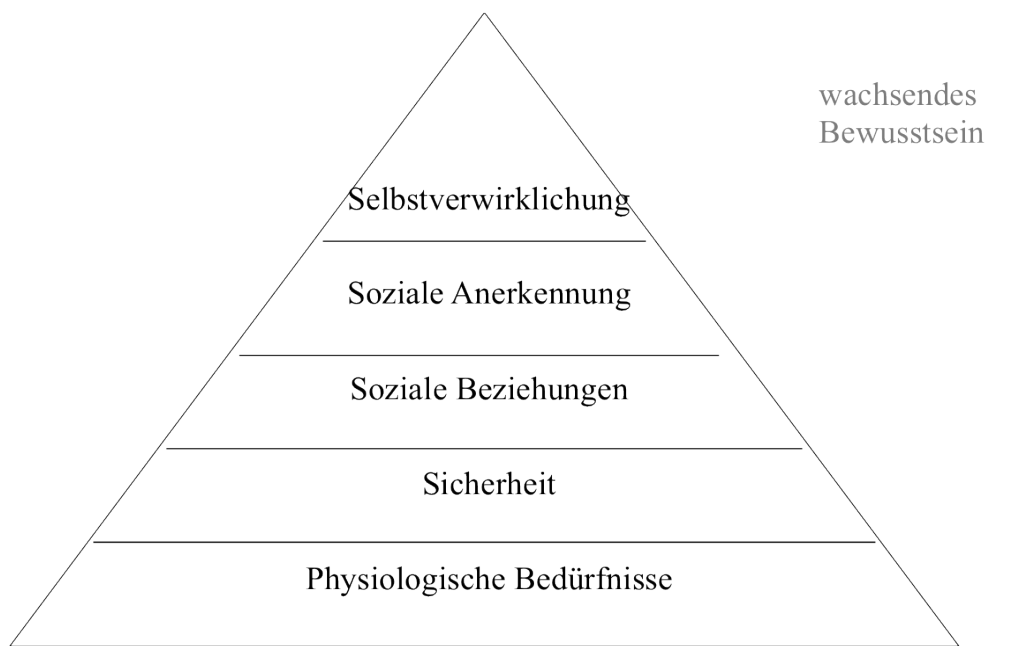 wachsendes
Bewusstsein
Selbstverwirklichung
Soziale Anerkennung
Soziale Beziehungen
Sicherheit
Physiologische Bedürfnisse